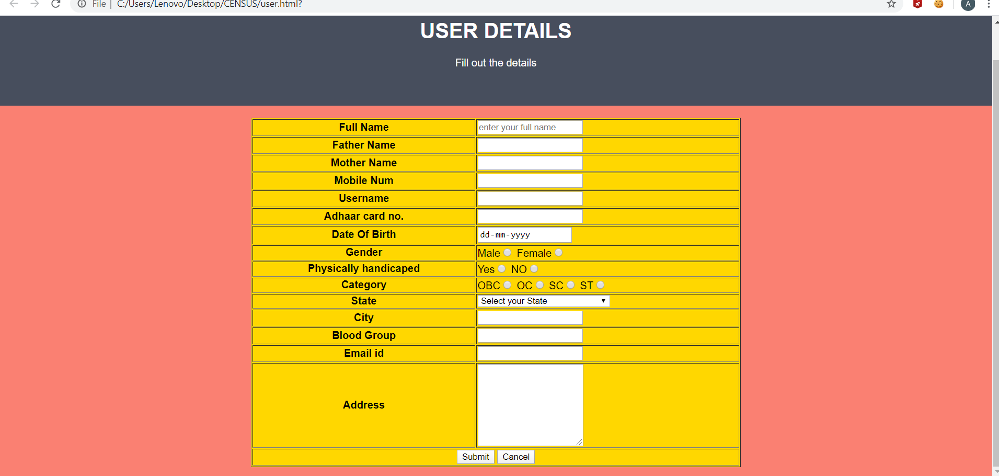 File | C:/Users/Lenovo/Desktop/CENSUS/user.html?
A
USER DETAILS
Fill out the details
Full Name enter your full name
Father Name
Mother Name
Mobile Num
Username
Adhaar card no.
Date Of Birth dd-mm-yyyy
Gender Male Female
Physically handicaped Yes NO
Category OBC OC SC ST
State Select your State
City
Blood Group
Email id
Address
Submit Cancel